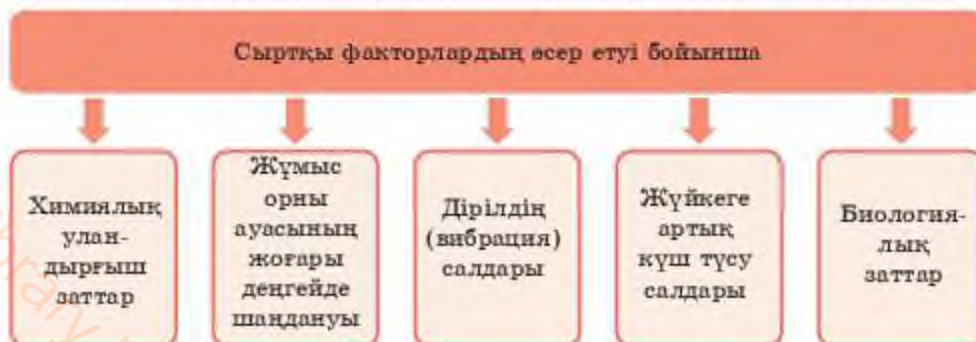 Сыртқы факторлардың әсер етуі бойынша
Химиялық
улан-
дырғыш
заттар
Жұмыс
орны
ауасының
жоғары
деңгейде
шаңдануы
Дірілдің
(вибрация)
салдары
Жүйкеге
артық
күш түсу
салдары
Биология-
лық
заттар